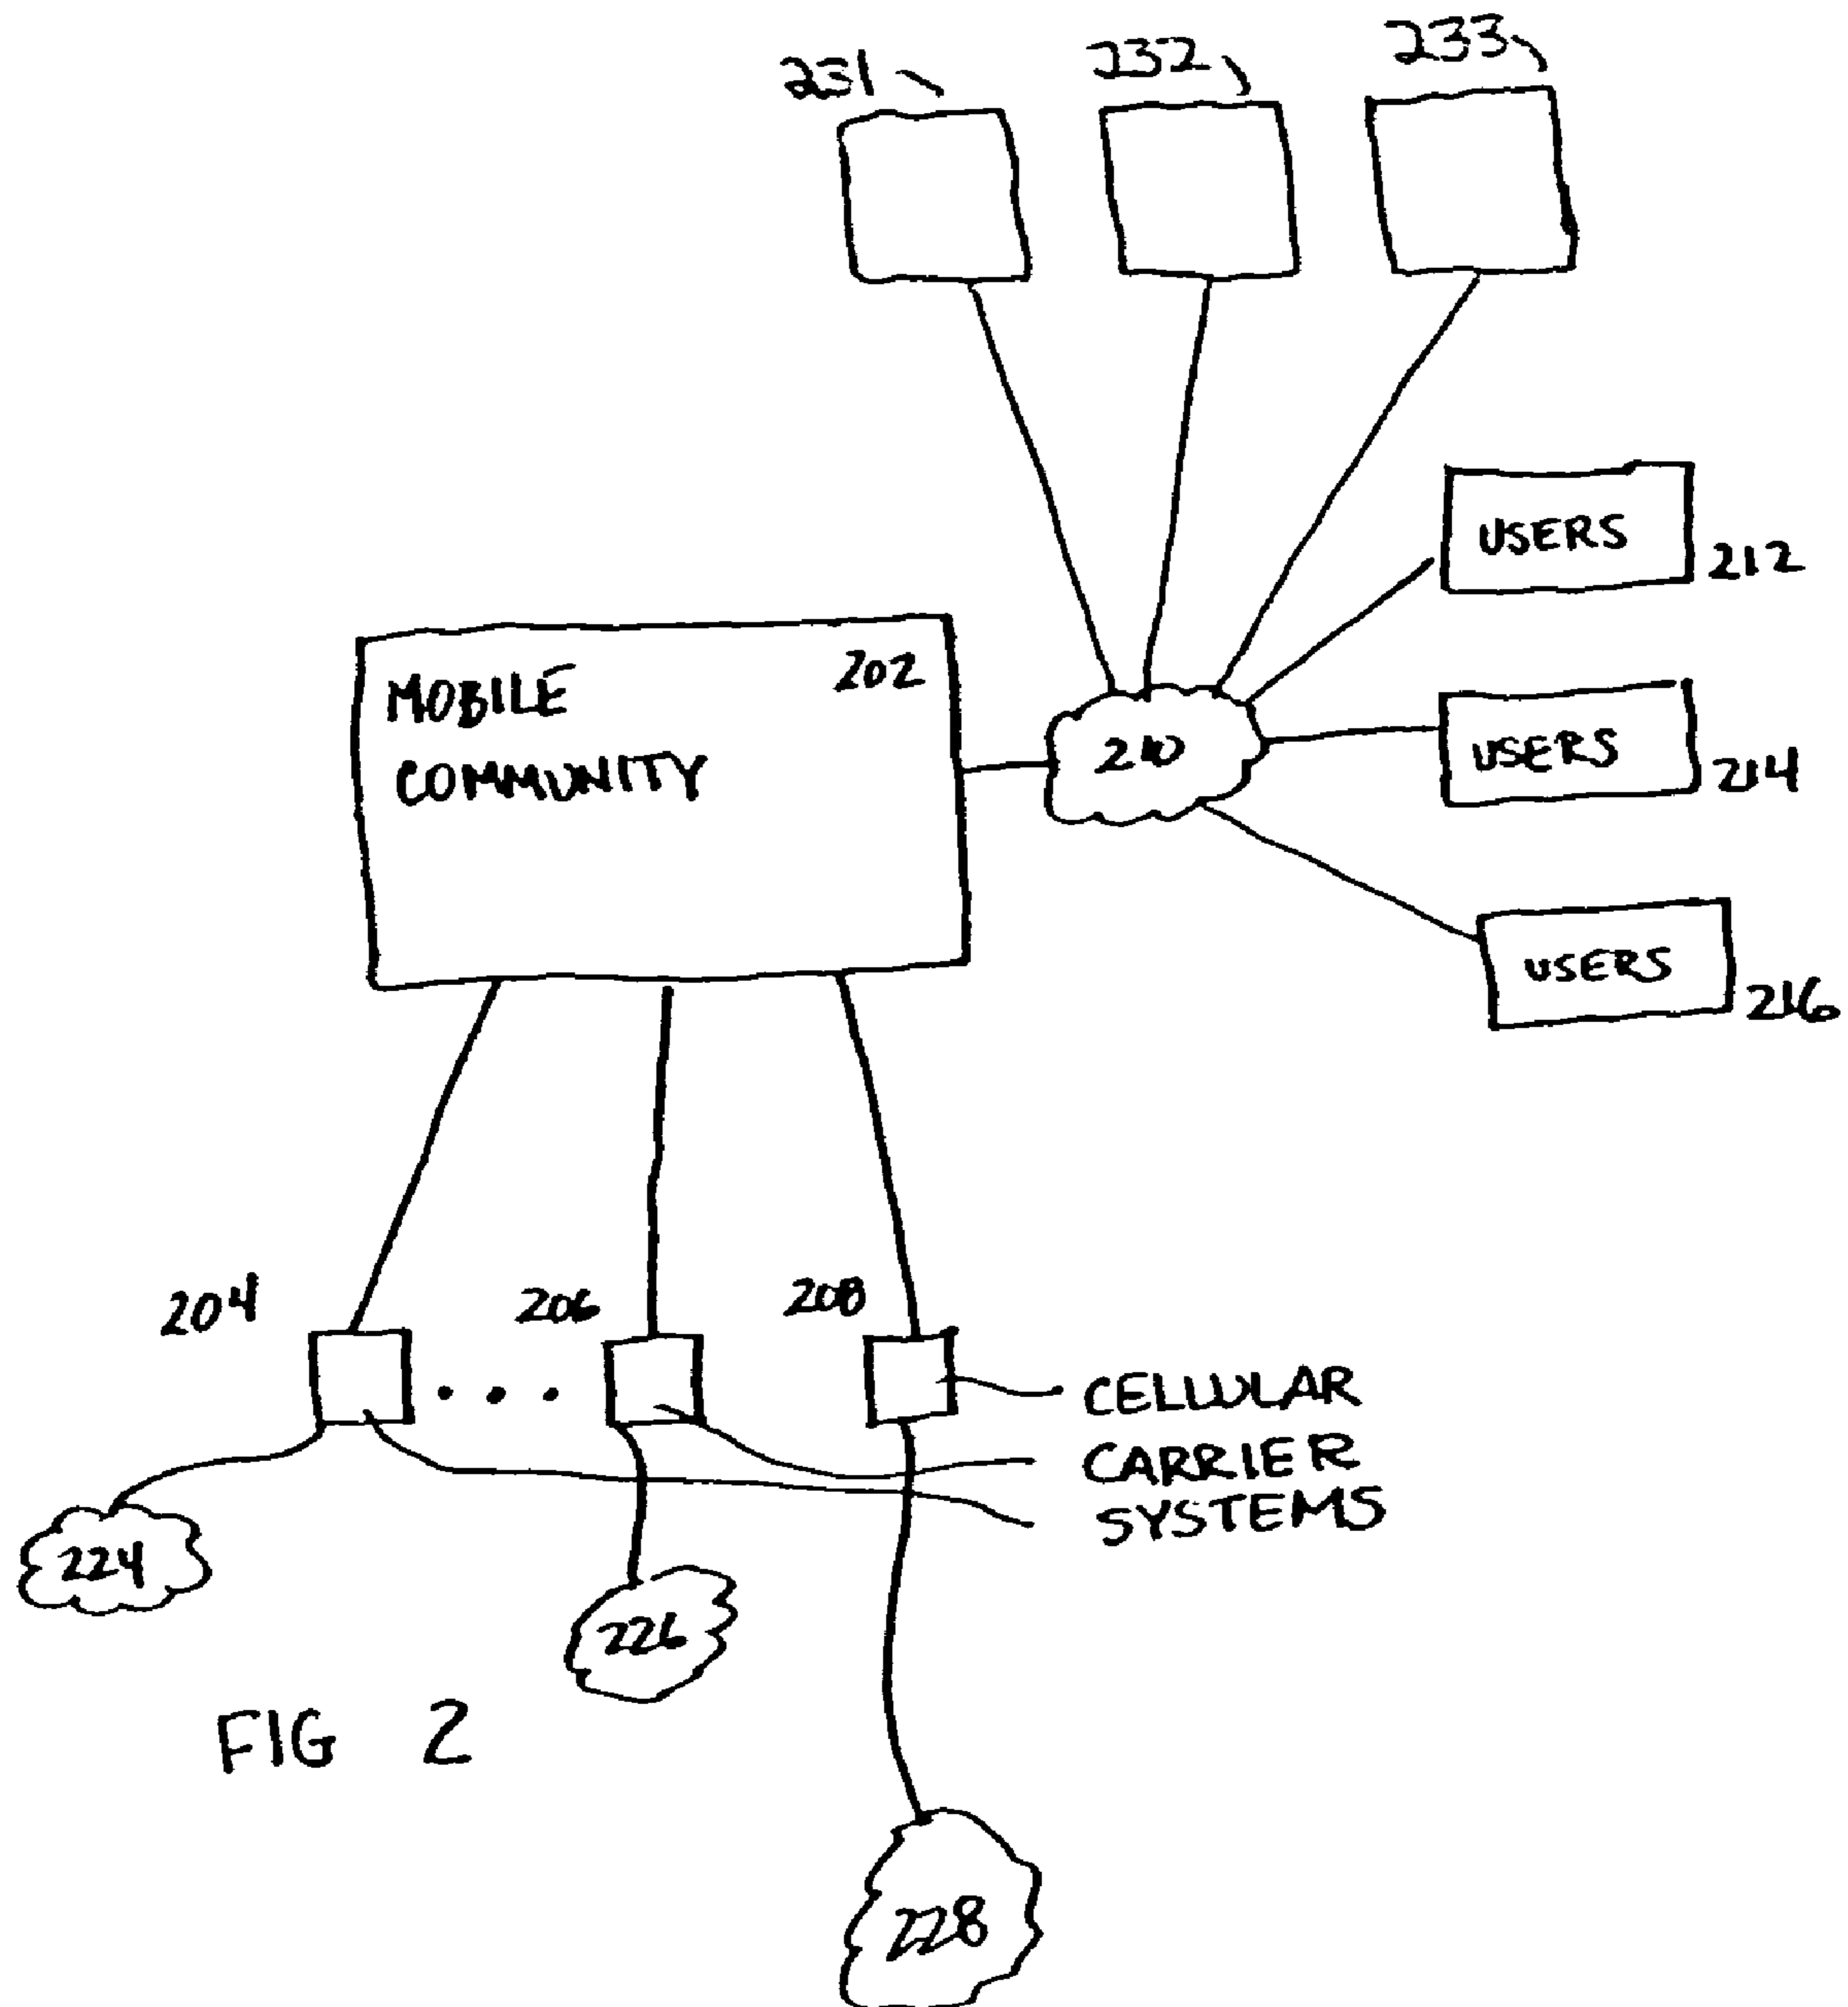 231
232
233
USERS
212
MOBILE
202
COMMUNITY
210
USERS
214
USERS
216
204
206
208
CELLULAR
CARRIER
SYSTEMS
224
226
FIG 2
228